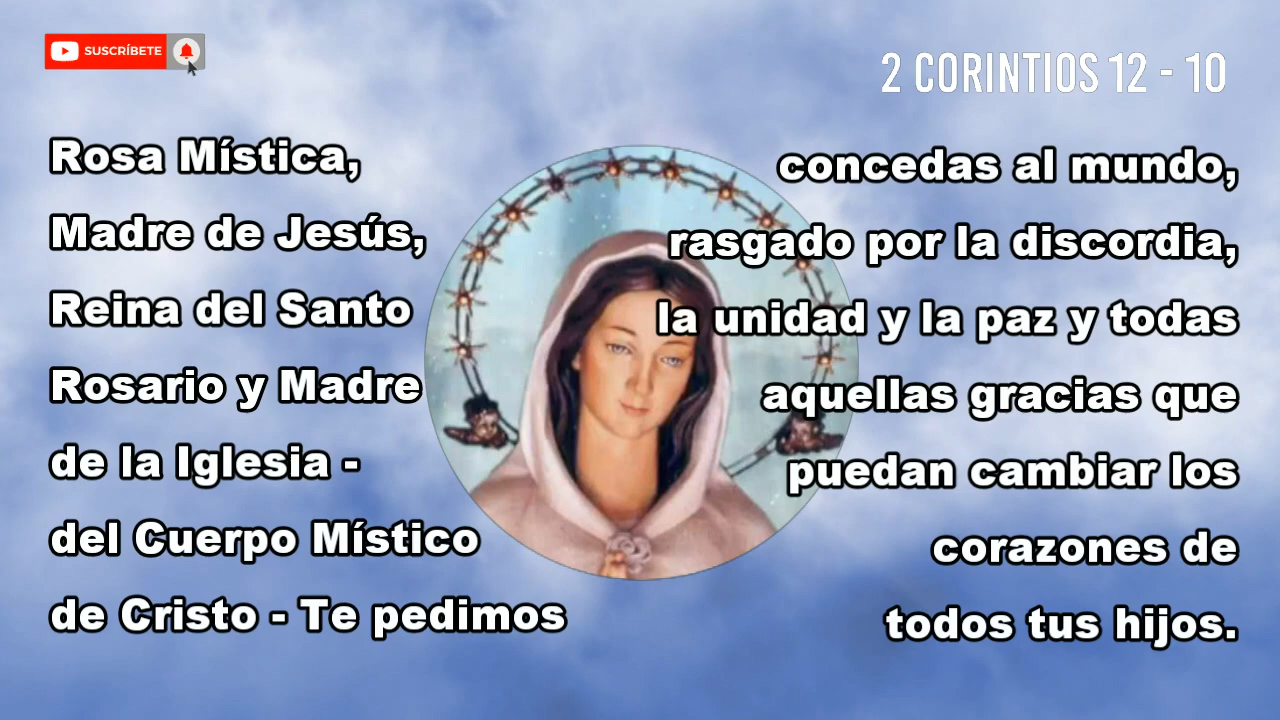 SUSCRÍBETE
2 CORINTIOS 12 - 10
Rosa Mística,
Madre de Jesús,
Reina del Santo
Rosario y Madre
de la Iglesia -
del Cuerpo Místico
de Cristo - Te pedimos
concedas al mundo,
rasgado por la discordia,
la unidad y la paz y todas
aquellas gracias que
puedan cambiar los
corazones de
todos tus hijos.